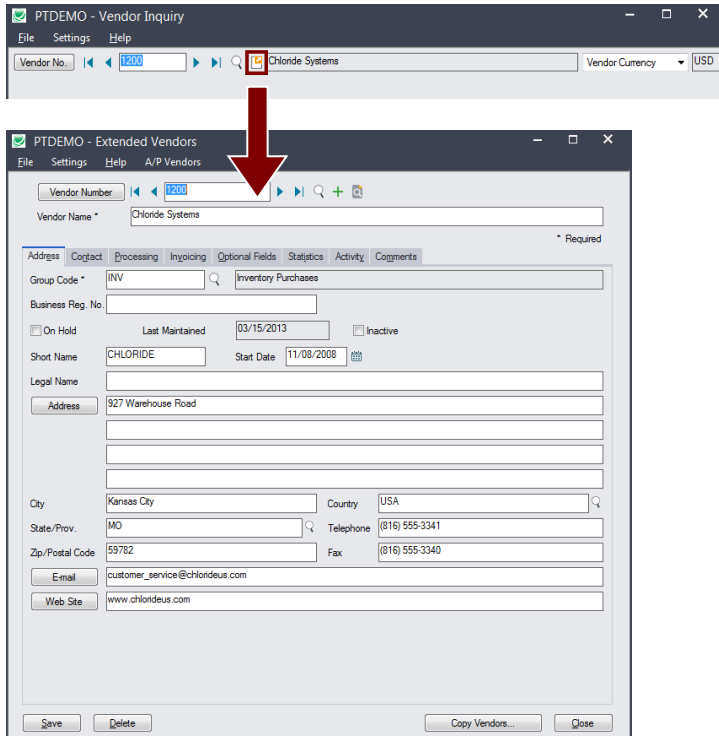 PTDEMO - Vendor Inquiry
File Settings Help
Vendor No. 1200 Chloride Systems Vendor Currency USD
PTDEMO - Extended Vendors
File Settings Help A/P Vendors
Vendor Number 1200
Vendor Name * Chloride Systems
* Required
Address Contact Processing Invoicing Optional Fields Statistics Activity Comments
Group Code * INV Inventory Purchases
Business Reg. No.
On Hold Last Maintained 03/15/2013 Inactive
Short Name CHLORIDE Start Date 11/08/2008
Legal Name
Address 927 Warehouse Road
City Kansas City Country USA
State/Prov. MO Telephone (816) 555-3341
Zip/Postal Code 59782 Fax (816) 555-3340
E-mail customer_service@chlorideus.com
Web Site www.chlorideus.com
Save Delete Copy Vendors... Close